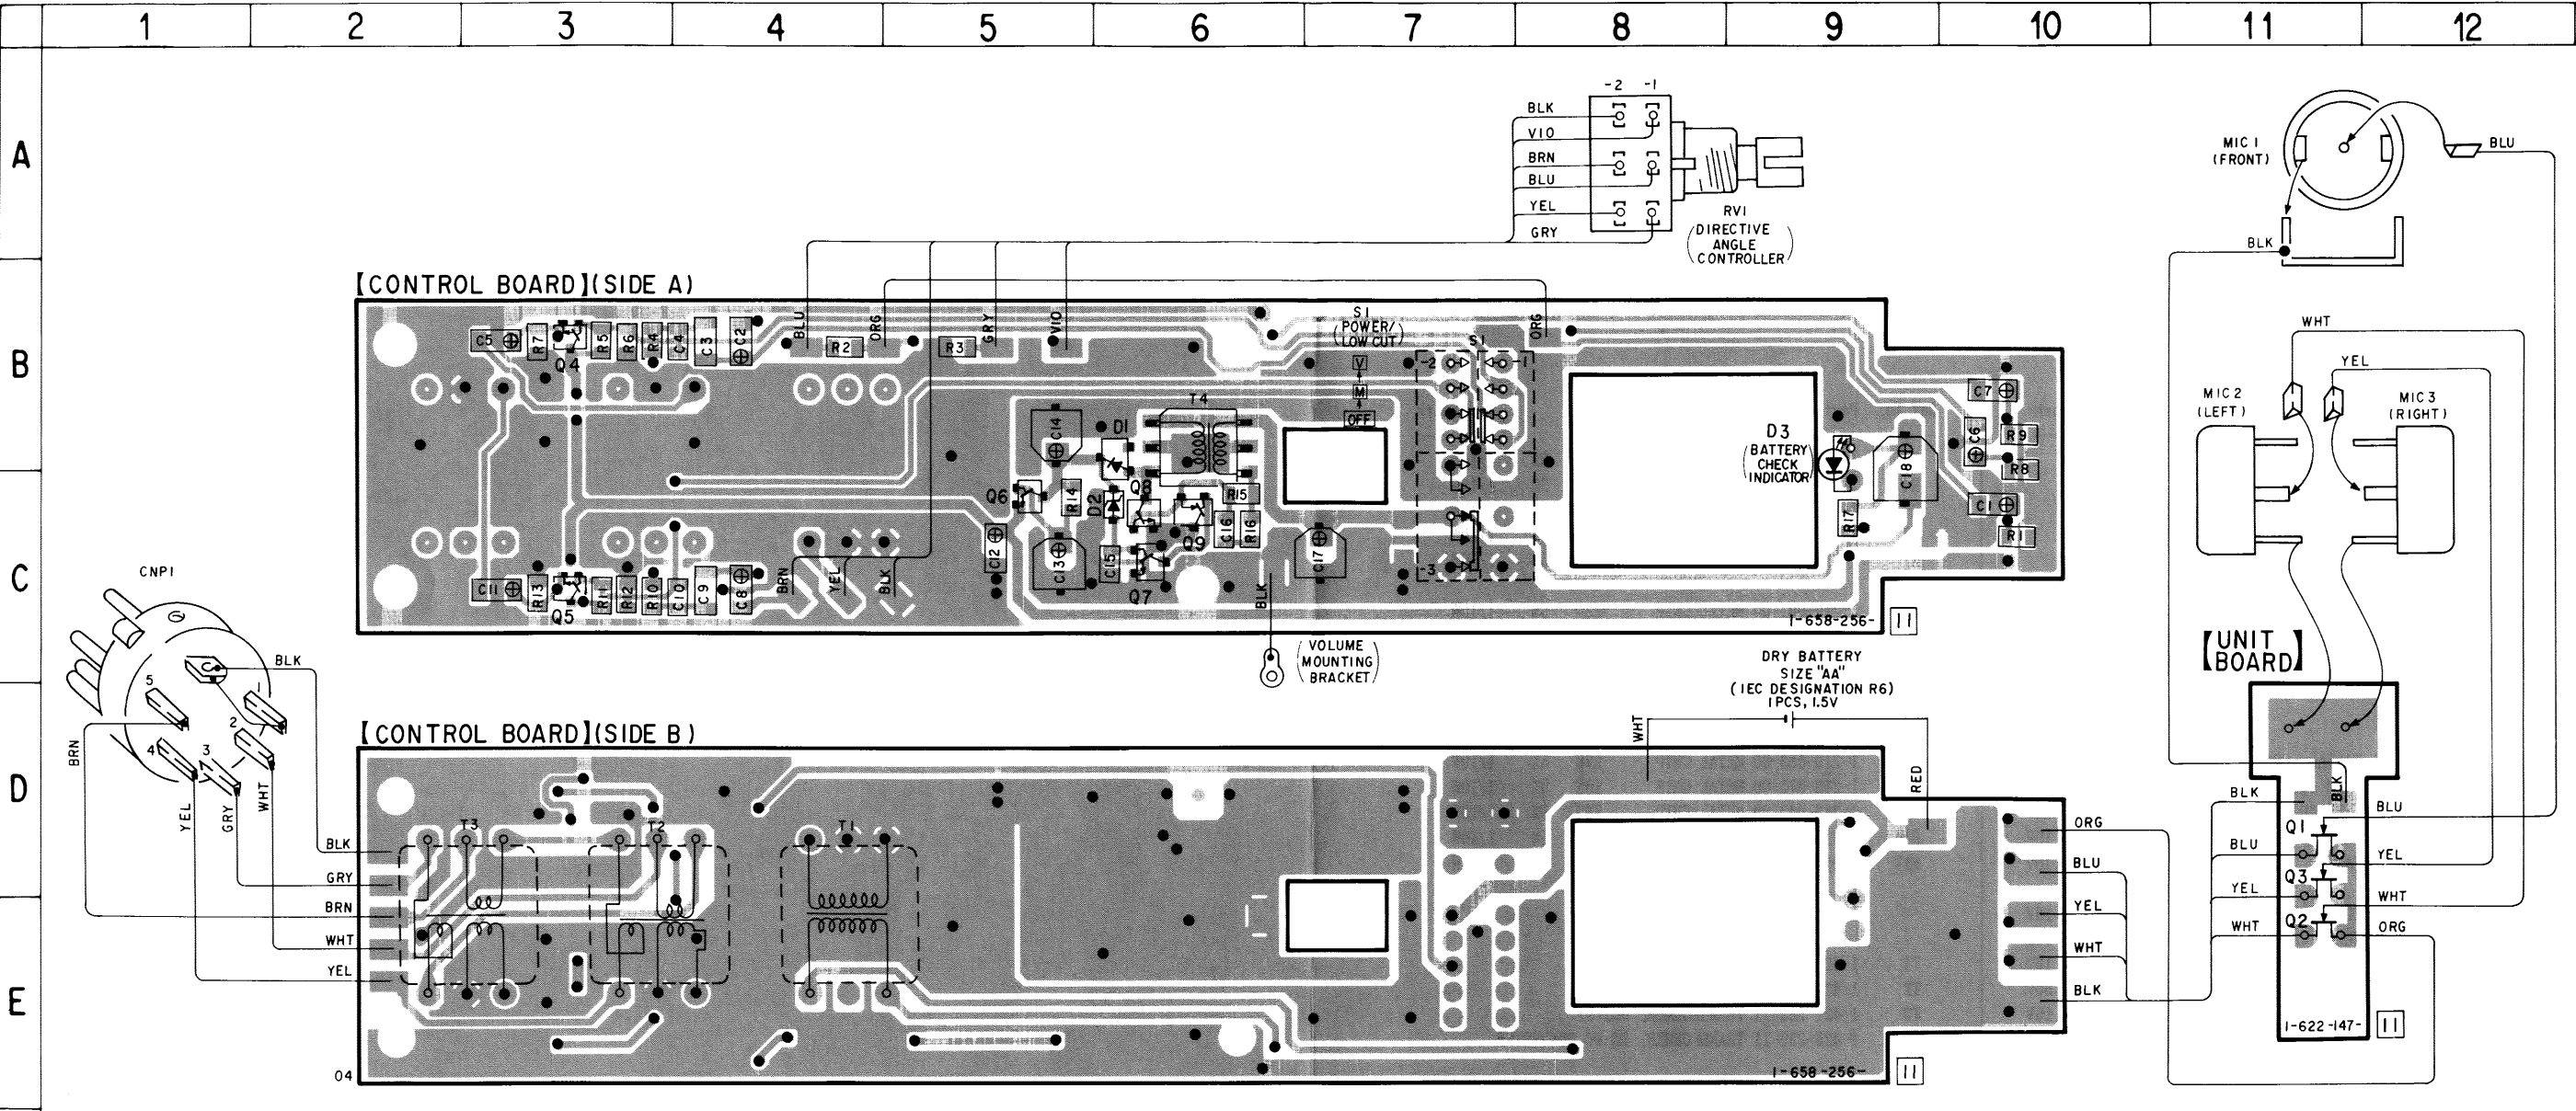 1 2 3 4 5 6 7 8 9 10 11 12
A
B
C
D
E
-2 -1
BLK
VIO
BRN
BLU
YEL
GRY
RV1
(DIRECTIVE
ANGLE
CONTROLLER)
MIC 1
(FRONT)
BLU
BLK
WHT
YEL
MIC 2
(LEFT)
MIC 3
(RIGHT)
【CONTROL BOARD】(SIDE A)
C5 R7 Q4 R5 R6 R4 C4 C3 C2
BLU R2 ORG R3 GRY VIO
S1
(POWER/
LOW CUT)
V
M
OFF
S1
-2 -1
ORG
C14 D1 T4
D3
(BATTERY
CHECK
INDICATOR)
C18 C7 C6 R9 R8
Q6 R14 D2 Q8 R15
C12 C13 C15 Q9 C16 R16 C17
R17 C1 R1
C11 R13 Q5 R11 R12 R10 C10 C9 C8
BRN YEL BLK
Q7
BLK
-3
1-658-256- 11
(VOLUME
MOUNTING
BRACKET)
CNP1
BLK
5
1
2
4
3
BRN
YEL
GRY
WHT
DRY BATTERY
SIZE "AA"
(IEC DESIGNATION R6)
1PCS, 1.5V
WHT
RED
【CONTROL BOARD】(SIDE B)
T3 T2 T1
BLK
GRY
BRN
WHT
YEL
ORG
BLU
YEL
WHT
BLK
04
1-658-256- 11
【UNIT
BOARD】
BLK
BLK
BLU
Q1
BLU
YEL
Q3
YEL
WHT
Q2
WHT
ORG
1-622-147- 11